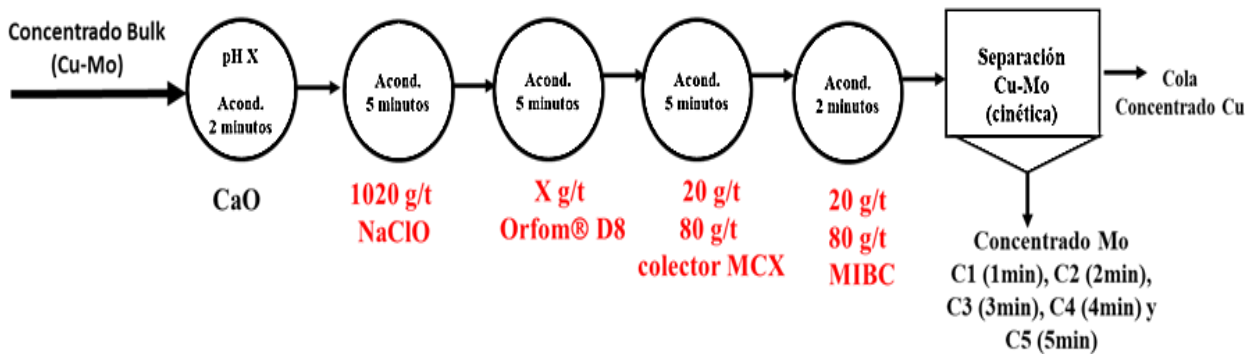 Concentrado Bulk
(Cu-Mo)
pH X
Acond.
2 minutos
CaO
Acond.
5 minutos
1020 g/t
NaClO
Acond.
5 minutos
X g/t
Orfom® D8
Acond.
5 minutos
20 g/t
80 g/t
colector MCX
Acond.
2 minutos
20 g/t
80 g/t
MIBC
Separación
Cu-Mo
(cinética)
Cola
Concentrado Cu
Concentrado Mo
C1 (1min), C2 (2min),
C3 (3min), C4 (4min) y
C5 (5min)